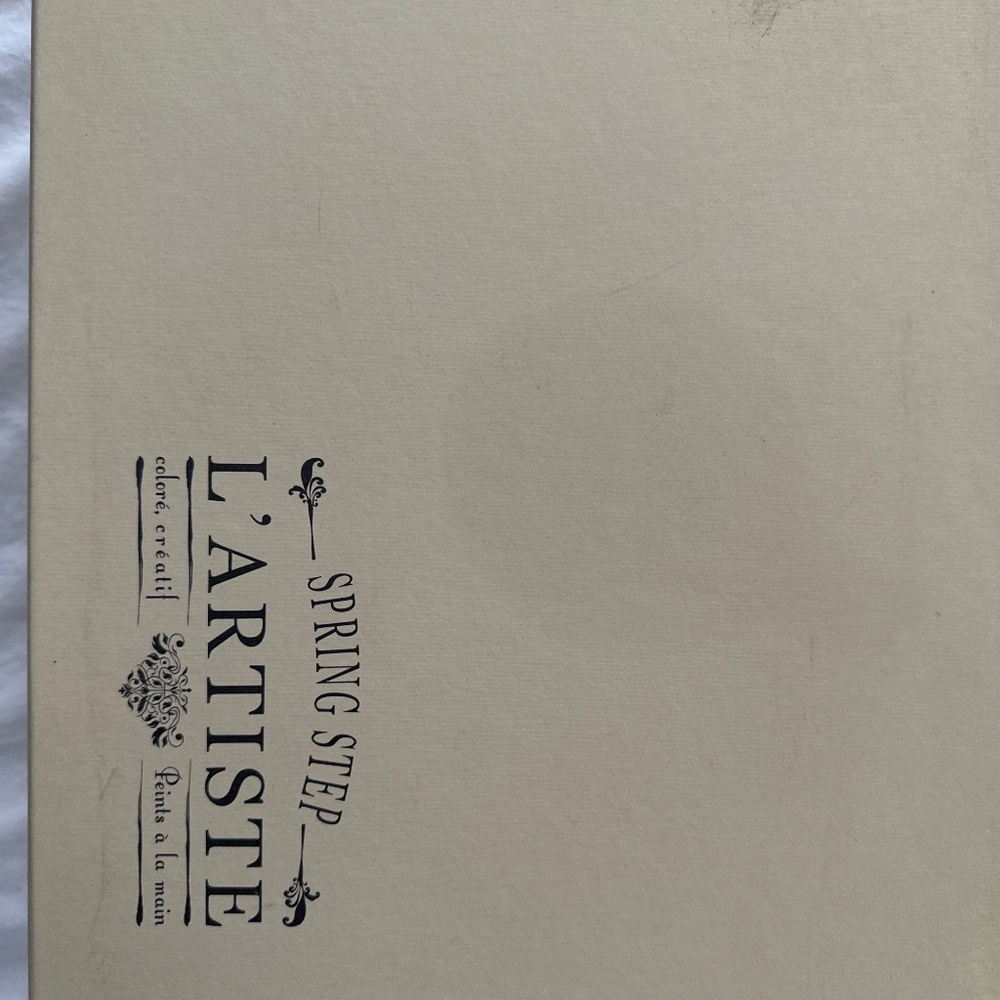 SPRING STEP
L'ARTISTE
coloré, créatif Peints à la main